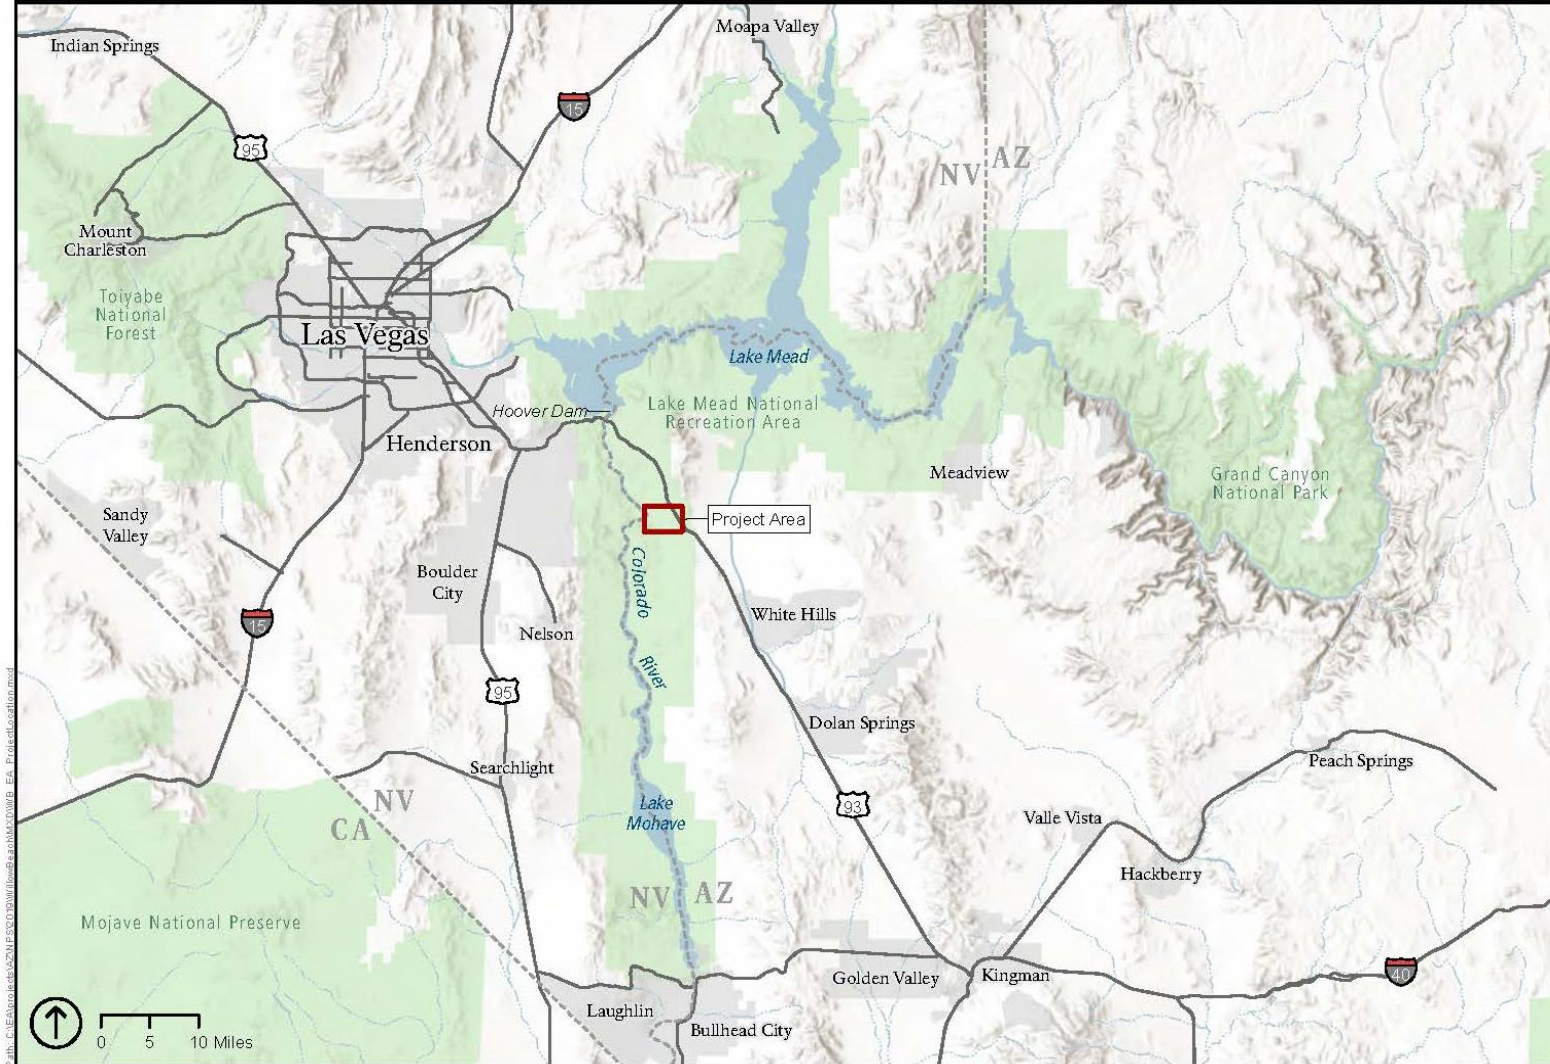 Moapa Valley
Indian Springs
15
95
NV
AZ
Mount
Charleston
Toiyabe
National
Forest
Las Vegas
Lake Mead
Hoover Dam
Lake Mead National
Recreation Area
Henderson
Meadview
Grand Canyon
National Park
Sandy
Valley
Project Area
Colorado
River
Boulder
City
White Hills
15
Nelson
95
Dolan Springs
Searchlight
Peach Springs
NV
CA
Lake
Mohave
93
Valle Vista
Hackberry
NV
AZ
Mojave National Preserve
Golden Valley
Kingman
40
Laughlin
Bullhead City
0 5 10 Miles